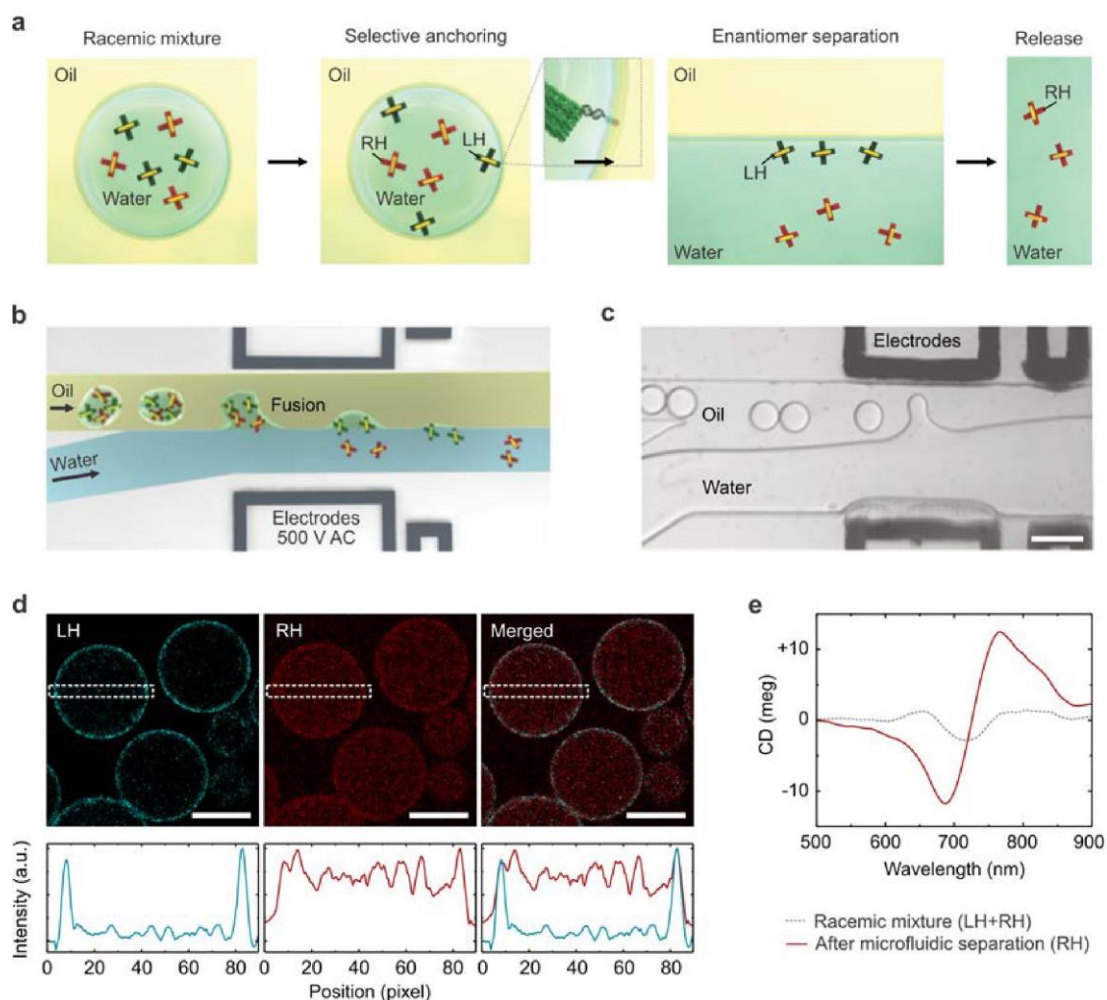 a
Racemic mixture
Selective anchoring
Enantiomer separation
Release
Oil
Water
Oil
RH
LH
Water
Oil
LH
Water
RH
Water
b
Oil
Fusion
Water
Electrodes
500 V AC
c
Electrodes
Oil
Water
d
LH
RH
Merged
Intensity (a.u.)
0 20 40 60 80
0 20 40 60 80
0 20 40 60 80
Position (pixel)
e
CD (meg)
+10
0
-10
500 600 700 800 900
Wavelength (nm)
Racemic mixture (LH+RH)
After microfluidic separation (RH)